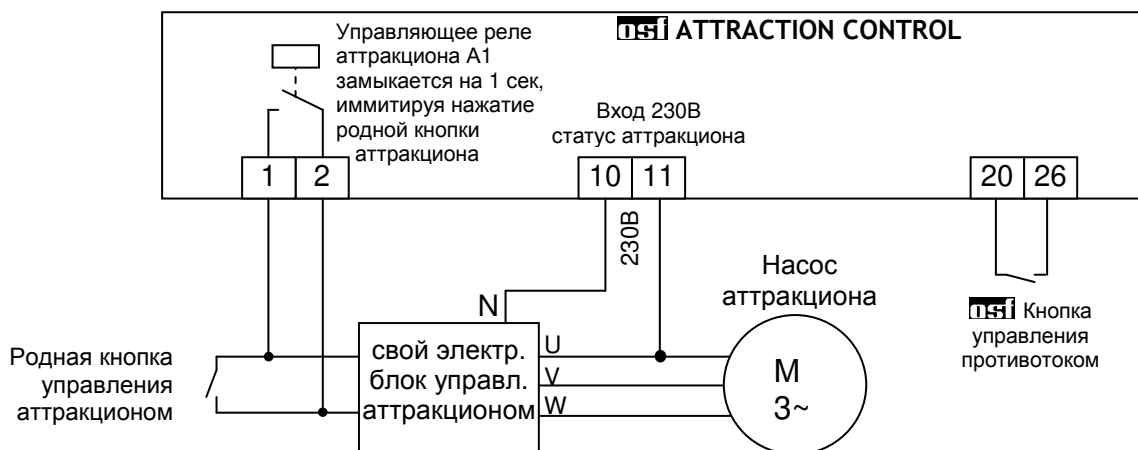 osf ATTRACTION CONTROL
Управляющее реле
аттракциона A1
замыкается на 1 сек,
иммитируя нажатие
родной кнопки
аттракциона
Вход 230В
статус аттракциона
1 2
10 11
20 26
230В
N
Насос
аттракциона
osf Кнопка
управления
противотоком
Родная кнопка
управления
аттракционом
свой электр.
блок управл.
аттракционом
U
V
W
M
3~